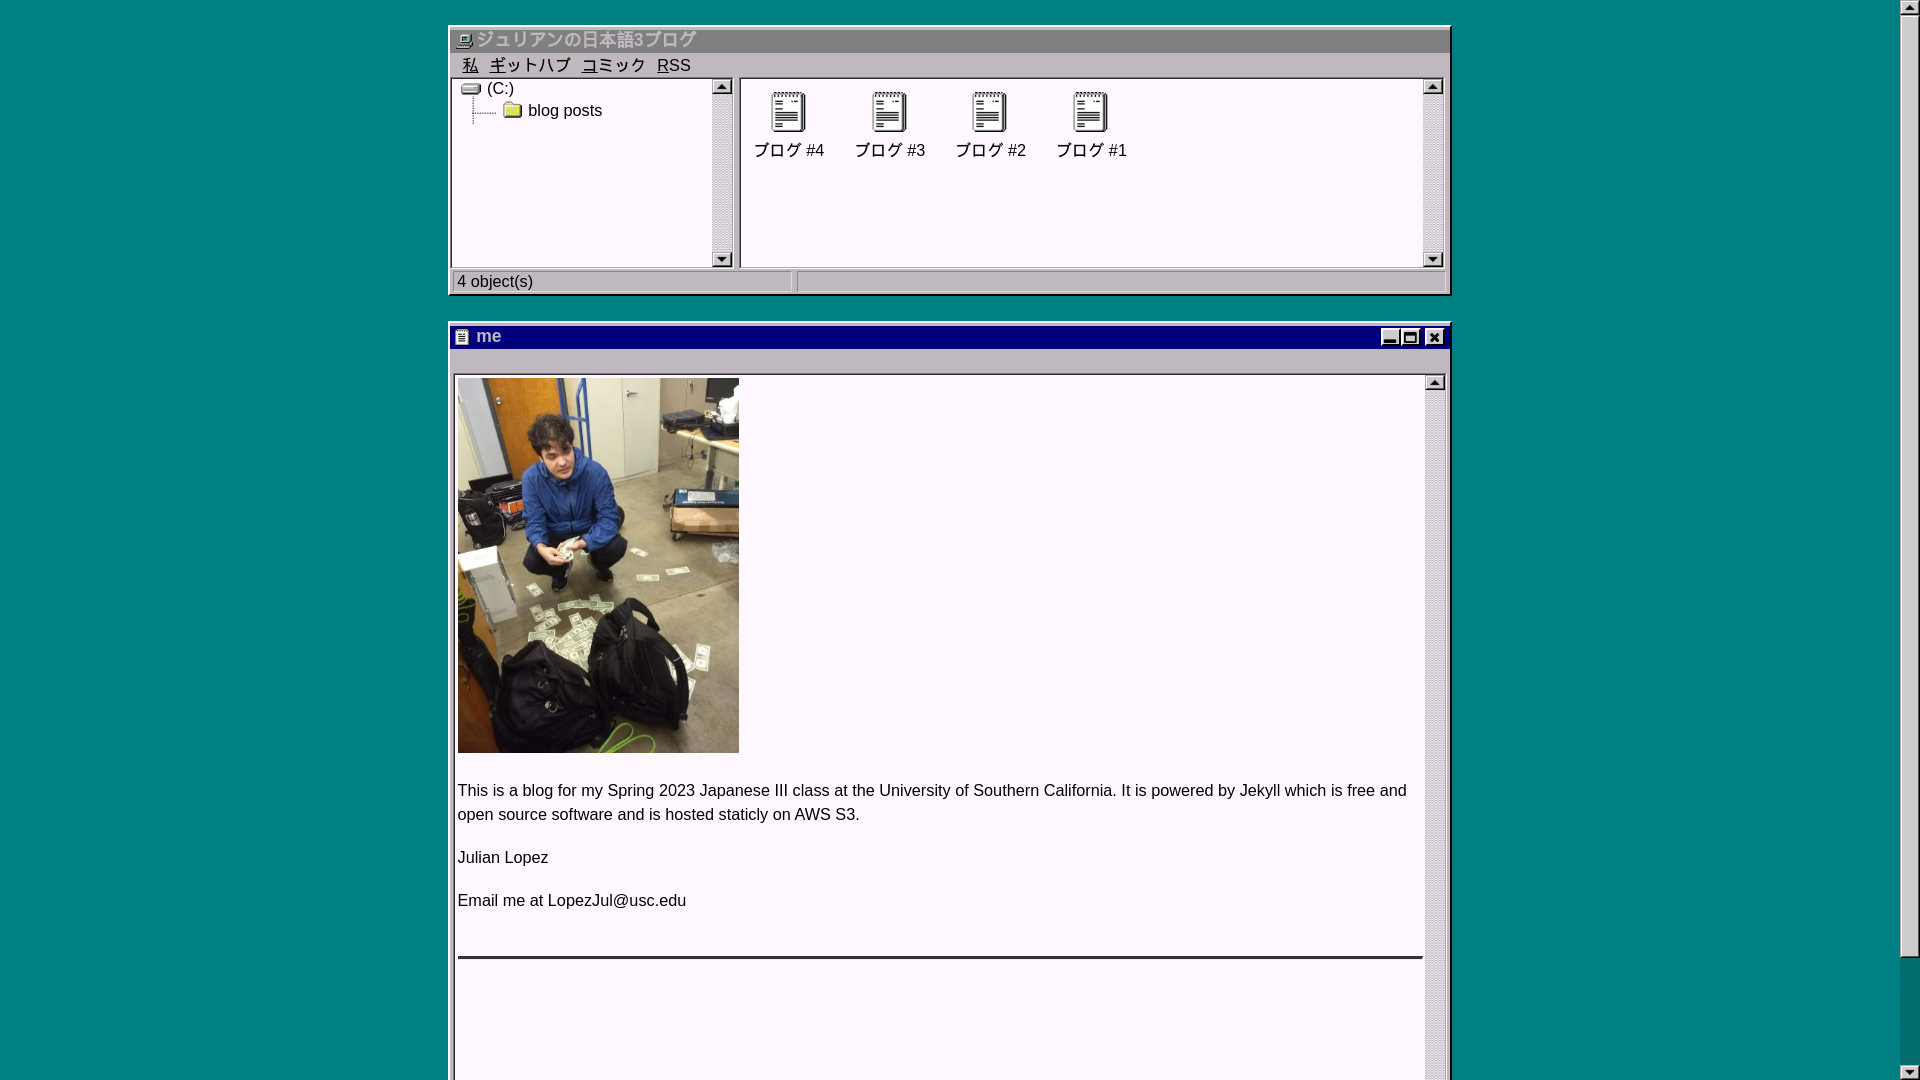 ジュリアンの日本語3ブログ
私 ギットハブ コミック RSS
(C:)
blog posts
ブログ #4 ブログ #3 ブログ #2 ブログ #1
4 object(s)
me
This is a blog for my Spring 2023 Japanese III class at the University of Southern California. It is powered by Jekyll which is free and
open source software and is hosted staticly on AWS S3.
Julian Lopez
Email me at LopezJul@usc.edu